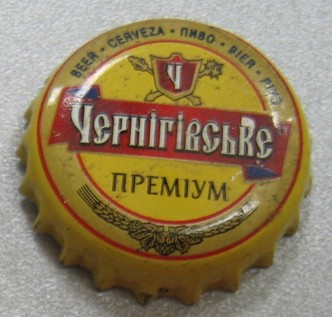 BEER • CERVEZA • ПИВО • BIER • PIVO
Ч
ЧЕРНІГІВСЬКЕ
ПРЕМІУМ